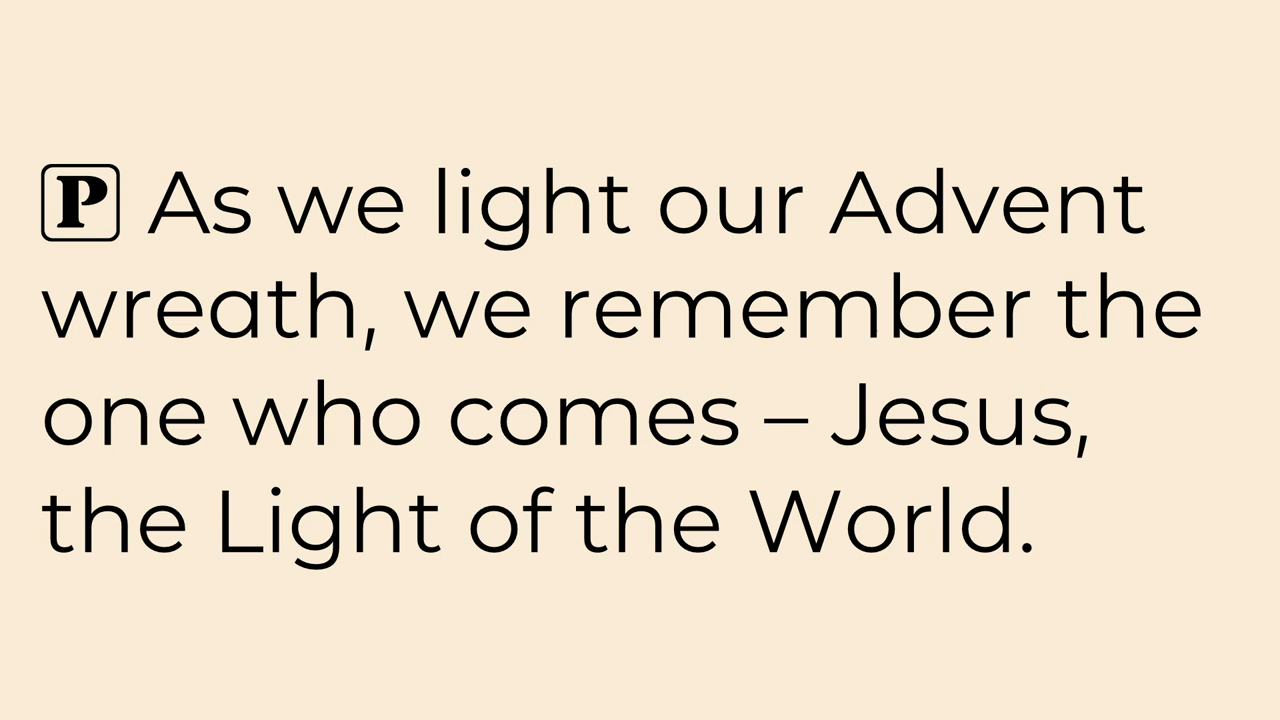 P As we light our Advent
wreath, we remember the
one who comes – Jesus,
the Light of the World.